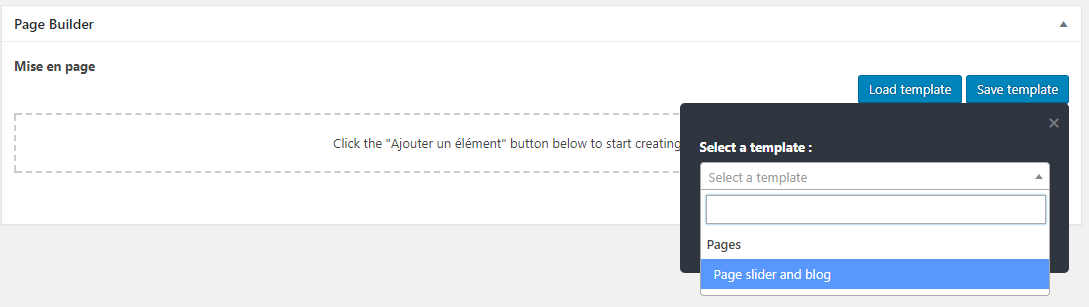 Page Builder
Mise en page
Load template
Save template
Click the "Ajouter un élément" button below to start creating
Select a template :
Select a template
Pages
Page slider and blog